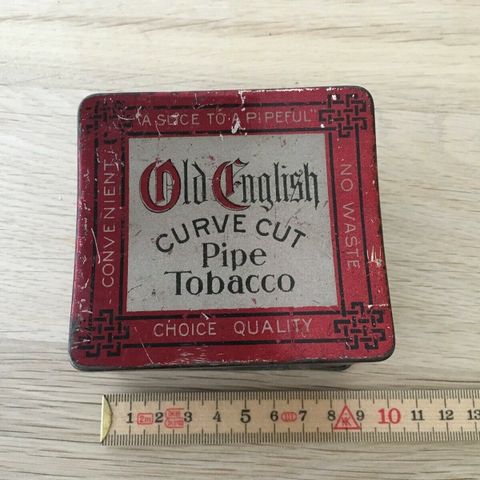 "A SLICE TO A PIPEFUL"
CONVENIENT
Old English
CURVE CUT
Pipe
Tobacco
NO WASTE
CHOICE QUALITY
1 2m 2 3 4 5 6 7 8 9 10 11 12 13